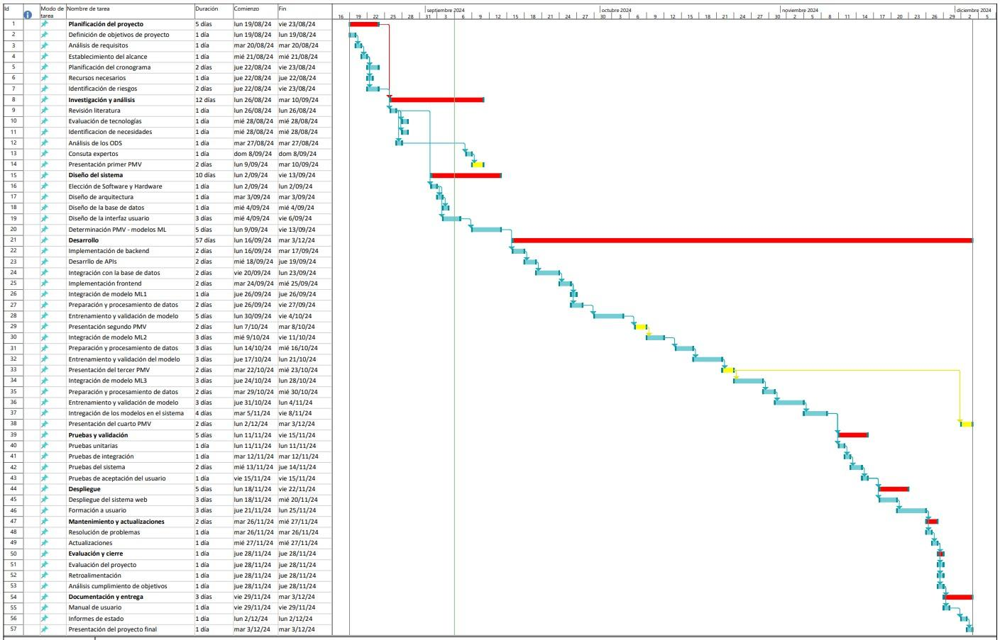 Id Modo de tarea Nombre de tarea Duración Comienzo Fin
septiembre 2024 octubre 2024 noviembre 2024 diciembre 2024
16 19 22 25 28 31 3 6 9 12 15 18 21 24 27 30 3 6 9 12 15 18 21 24 27 30 2 5 8 11 14 17 20 23 26 29 2 5
1 Planificación del proyecto 5 días lun 19/08/24 vie 23/08/24
2 Definición de objetivos de proyecto 1 día lun 19/08/24 lun 19/08/24
3 Análisis de requisitos 1 día mar 20/08/24 mar 20/08/24
4 Establecimiento del alcance 1 día mié 21/08/24 mié 21/08/24
5 Planificación del cronograma 2 días jue 22/08/24 vie 23/08/24
6 Recursos necesarios 1 día jue 22/08/24 jue 22/08/24
7 Identificación de riesgos 2 días jue 22/08/24 vie 23/08/24
8 Investigación y análisis 12 días lun 26/08/24 mar 10/09/24
9 Revisión literatura 1 día lun 26/08/24 lun 26/08/24
10 Evaluación de tecnologías 1 día mié 28/08/24 mié 28/08/24
11 Identificacion de necesidades 1 día mié 28/08/24 mié 28/08/24
12 Análisis de los ODS 1 día mar 27/08/24 mar 27/08/24
13 Consuta expertos 1 día dom 8/09/24 dom 8/09/24
14 Presentación primer PMV 2 días lun 9/09/24 mar 10/09/24
15 Diseño del sistema 10 días lun 2/09/24 vie 13/09/24
16 Elección de Software y Hardware 1 día lun 2/09/24 lun 2/09/24
17 Diseño de arquitectura 1 día mar 3/09/24 mar 3/09/24
18 Diseño de la base de datos 1 día mié 4/09/24 mié 4/09/24
19 Diseño de la interfaz usuario 3 días mié 4/09/24 vie 6/09/24
20 Determinación PMV - modelos ML 5 días lun 9/09/24 vie 13/09/24
21 Desarrollo 57 días lun 16/09/24 mar 3/12/24
22 Implementación de backend 2 días lun 16/09/24 mar 17/09/24
23 Desarrllo de APIs 2 días mié 18/09/24 jue 19/09/24
24 Integración con la base de datos 2 días vie 20/09/24 lun 23/09/24
25 Implementación frontend 2 días mar 24/09/24 mié 25/09/24
26 Integración de modelo ML1 1 día jue 26/09/24 jue 26/09/24
27 Preparación y procesamiento de datos 2 días jue 26/09/24 vie 27/09/24
28 Entrenamiento y validación de modelo 5 días lun 30/09/24 vie 4/10/24
29 Presentación segundo PMV 2 días lun 7/10/24 mar 8/10/24
30 Integración de modelo ML2 3 días mié 9/10/24 vie 11/10/24
31 Preparación y procesamiento de datos 3 días lun 14/10/24 mié 16/10/24
32 Entrenamiento y validación del modelo 3 días jue 17/10/24 lun 21/10/24
33 Presentación del tercer PMV 2 días mar 22/10/24 mié 23/10/24
34 Integración de modelo ML3 3 días jue 24/10/24 lun 28/10/24
35 Preparación y procesamiento de datos 2 días mar 29/10/24 mié 30/10/24
36 Entrenamiento y validación de modelo 3 días jue 31/10/24 lun 4/11/24
37 Intregación de los modelos en el sistema 4 días mar 5/11/24 vie 8/11/24
38 Presentación del cuarto PMV 2 días lun 2/12/24 mar 3/12/24
39 Pruebas y validación 5 días lun 11/11/24 vie 15/11/24
40 Pruebas unitarias 1 día lun 11/11/24 lun 11/11/24
41 Pruebas de integración 1 día mar 12/11/24 mar 12/11/24
42 Pruebas del sistema 2 días mié 13/11/24 jue 14/11/24
43 Pruebas de aceptación del usuario 1 día vie 15/11/24 vie 15/11/24
44 Despliegue 5 días lun 18/11/24 vie 22/11/24
45 Despliegue del sistema web 3 días lun 18/11/24 mié 20/11/24
46 Formación a usuario 3 días jue 21/11/24 lun 25/11/24
47 Mantenimiento y actualizaciones 2 días mar 26/11/24 mié 27/11/24
48 Resolución de problemas 1 día mar 26/11/24 mar 26/11/24
49 Actualizaciones 1 día mié 27/11/24 mié 27/11/24
50 Evaluación y cierre 1 día jue 28/11/24 jue 28/11/24
51 Evaluación del proyecto 1 día jue 28/11/24 jue 28/11/24
52 Retroalimentación 1 día jue 28/11/24 jue 28/11/24
53 Análisis cumplimiento de objetivos 1 día jue 28/11/24 jue 28/11/24
54 Documentación y entrega 3 días vie 29/11/24 mar 3/12/24
55 Manual de usuario 1 día vie 29/11/24 vie 29/11/24
56 Informes de estado 1 día lun 2/12/24 lun 2/12/24
57 Presentación del proyecto final 1 día mar 3/12/24 mar 3/12/24